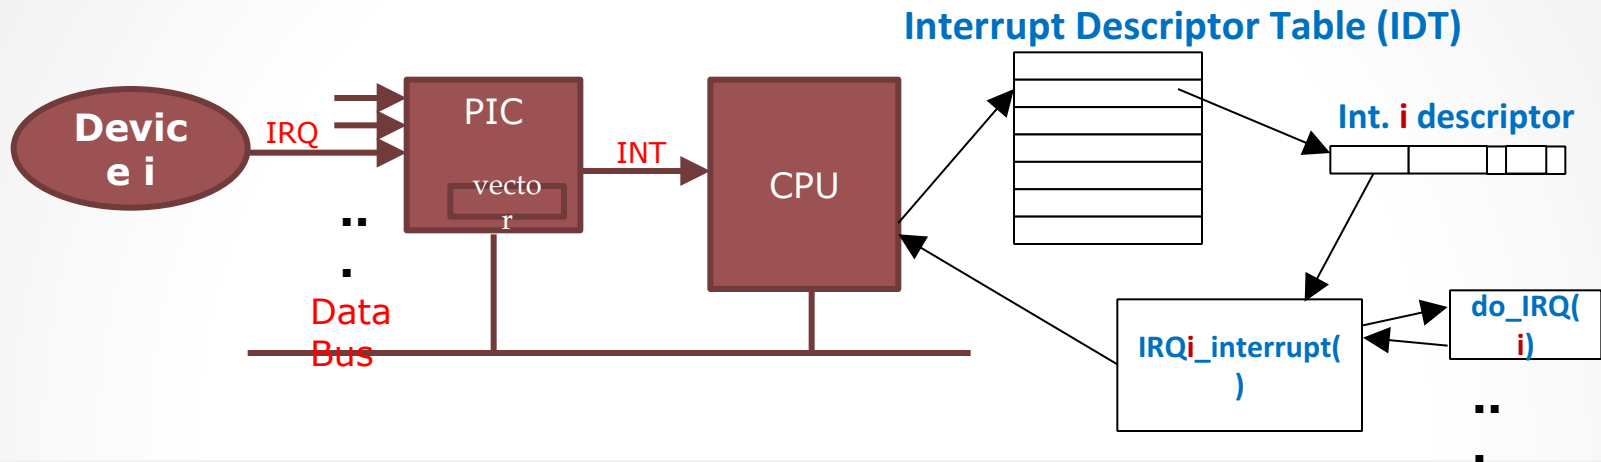 Interrupt Descriptor Table (IDT)
Devic
e i
IRQ
PIC
vecto
r
INT
CPU
Int. i descriptor
..
.
Data
Bus
IRQi_interrupt(
)
do_IRQ(
i)
..
.